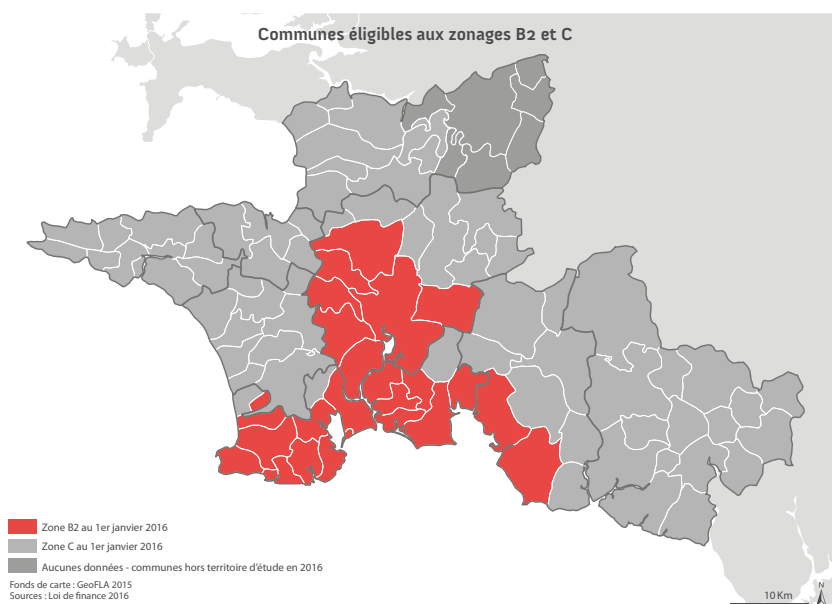 Communes éligibles aux zonages B2 et C
Zone B2 au 1er janvier 2016
Zone C au 1er janvier 2016
Aucunes données - communes hors territoire d'étude en 2016
Fonds de carte : GeoFLA 2015
Sources : Loi de finance 2016
10 Km
N